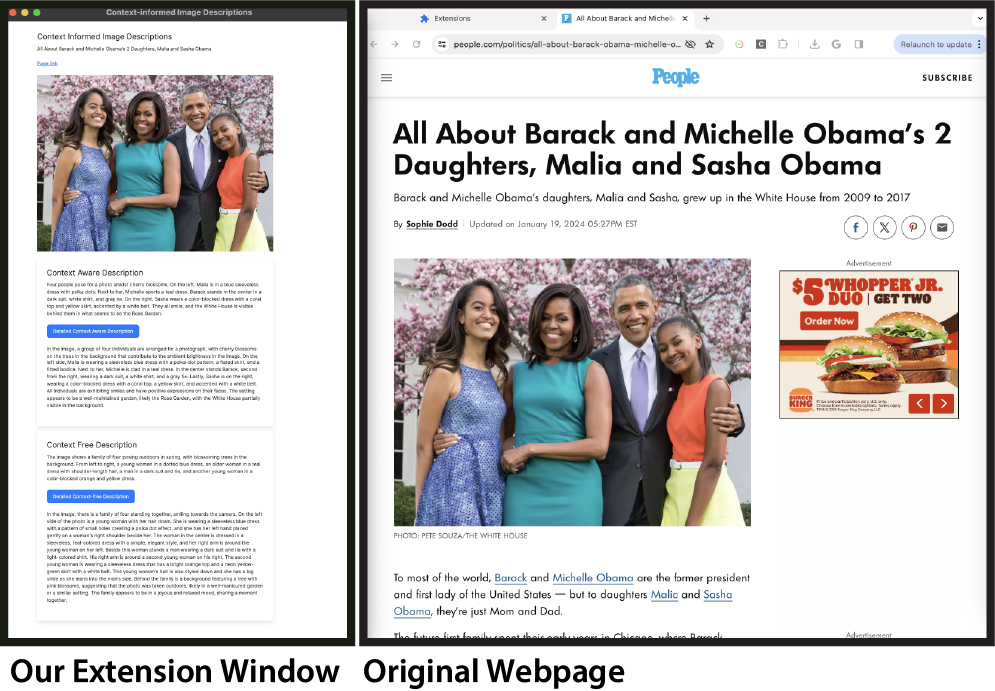 Context-informed Image Descriptions
Context Informed Image Descriptions
All About Barack and Michelle Obama's 2 Daughters, Malia and Sasha Obama
Page link
Context Aware Description
Four people pose for a photo amidst cherry blossoms. On the left, Malia is in a blue sleeveless
dress with polka dots. Next to her, Michelle sports a teal dress. Barack stands in the center in a
dark suit, white shirt, and gray tie. On the right, Sasha wears a color-blocked dress with a coral
top and yellow skirt, accented by a white belt. They all smile, and the White House is visible
behind them in what seems to be the Rose Garden.
Detailed Context Aware Description
In the image, a group of four individuals are arranged for a photograph, with cherry blossoms
on the trees in the background that contribute to the ambient brightness in the image. On the
left side, Malia is wearing a sleeveless blue dress with a polka-dot pattern, a flared skirt, and a
fitted bodice. Next to her, Michelle is clad in a teal dress. In the center stands Barack, second
from the right, wearing a dark suit, a white shirt, and a gray tie. Lastly, Sasha is on the right,
wearing a color-blocked dress with a coral top, a yellow skirt, and accented with a white belt.
All individuals are exhibiting smiles and have positive expressions on their faces. The setting
appears to be a well-maintained garden, likely the Rose Garden, with the White House partially
visible in the background.
Context Free Description
The image shows a family of four posing outdoors in spring, with blossoming trees in the
background. From left to right, a young woman in a dotted blue dress, an older woman in a teal
dress with shoulder-length hair, a man in a dark suit and tie, and another young woman in a
color-blocked orange and yellow dress.
Detailed Context-free Description
In the image, there is a family of four standing together, smiling towards the camera. On the left
side of the photo is a young woman with her hair down. She is wearing a sleeveless blue dress
with a pattern of small holes creating a polka dot effect, and she has her left hand placed
gently on a woman's right shoulder beside her. The woman in the center is dressed in a
sleeveless, teal-colored dress with a simple, elegant style, and her right arm is around the
young woman on her left. Beside this woman stands a man wearing a dark suit and tie with a
light-colored shirt. His right arm is around a second young woman on his right. The second
young woman is wearing a sleeveless dress that has a bright orange top and a neon yellow-
green skirt with a white belt. This young woman's hair is also styled down and she has a big
smile as she leans into the man's side. Behind the family is a background featuring a tree with
pink blossoms, suggesting that the photo was taken outdoors, likely in a well-manicured garden
or a similar setting. The family appears to be in a joyous and relaxed mood, sharing a moment
together.
Our Extension Window
Extensions
All About Barack and Michelle
people.com/politics/all-about-barack-obama-michelle-o...
Relaunch to update
People
SUBSCRIBE
All About Barack and Michelle Obama's 2
Daughters, Malia and Sasha Obama
Barack and Michelle Obama's daughters, Malia and Sasha, grew up in the White House from 2009 to 2017
By Sophie Dodd | Updated on January 19, 2024 05:27PM EST
Advertisement
$5 WHOPPER JR.
DUO | GET TWO
Order Now
BURGER
KING
PHOTO: PETE SOUZA/THE WHITE HOUSE
To most of the world, Barack and Michelle Obama are the former president
and first lady of the United States — but to daughters Malia and Sasha
Obama, they're just Mom and Dad.
The future first family spent their early years in Chicago, where Barack
Advertisement
Original Webpage